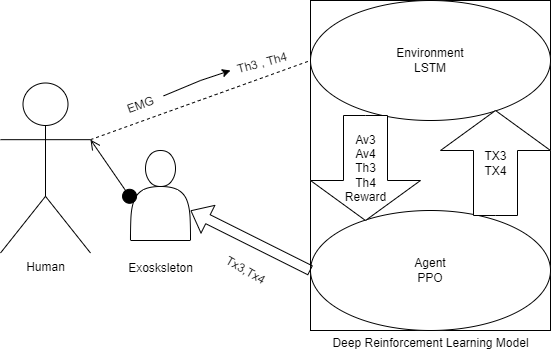 Environment
LSTM
EMG
Th3 , Th4
Av3
Av4
Th3
Th4
Reward
TX3
TX4
Tx3,Tx4
Agent
PPO
Human
Exosksleton
Deep Reinforcement Learning Model